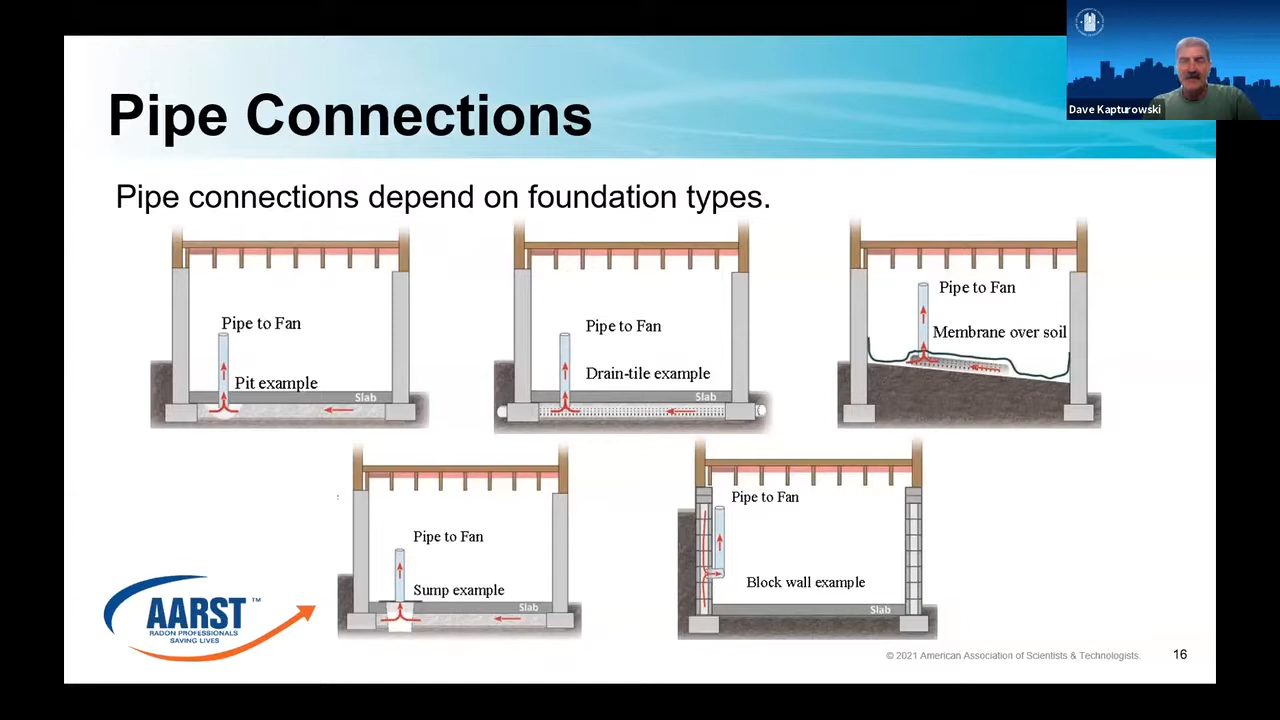 Dave Kapturowski
Pipe Connections
Pipe connections depend on foundation types.
Pipe to Fan
Pit example
Slab
Pipe to Fan
Drain-tile example
Slab
Pipe to Fan
Membrane over soil
Pipe to Fan
Sump example
Slab
Pipe to Fan
Block wall example
Slab
AARST™
RADON PROFESSIONALS
SAVING LIVES
© 2021 American Association of Scientists & Technologists.
16